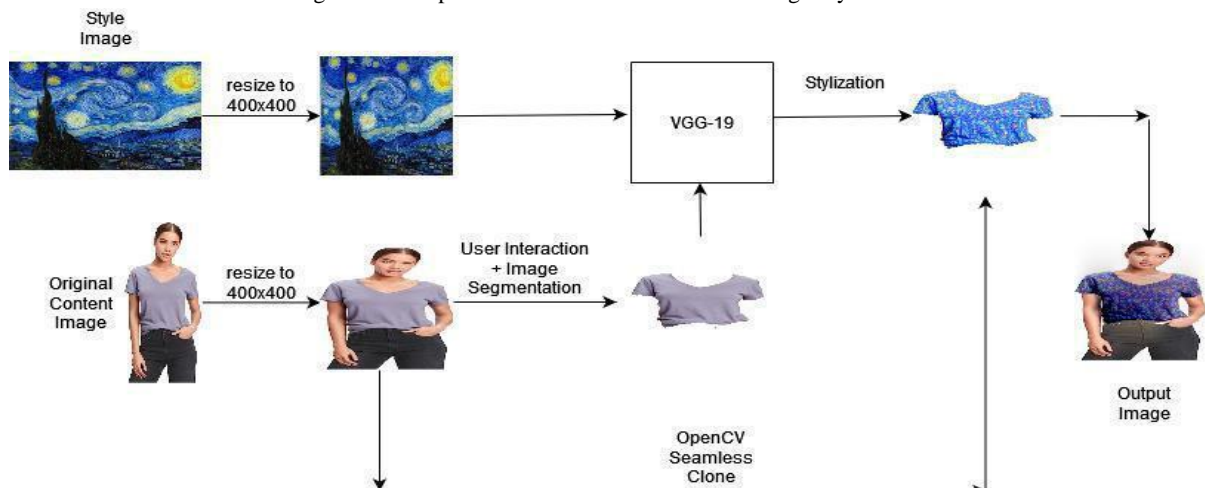 Style
Image
resize to
400x400
VGG-19
Stylization
Original
Content
Image
resize to
400x400
User Interaction
+ Image
Segmentation
Output
Image
OpenCV
Seamless
Clone